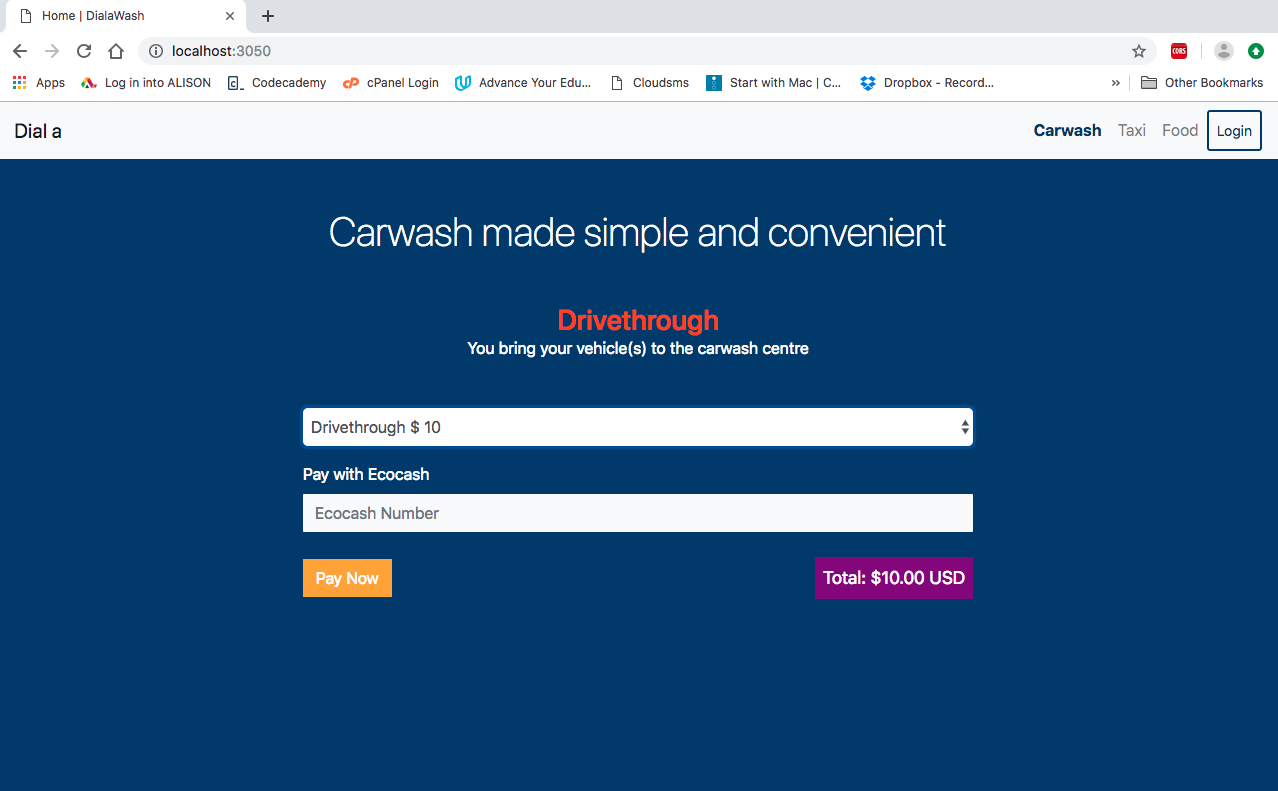 Home | DialaWash
localhost:3050
CORS
Apps Log in into ALISON Codecademy cPanel Login Advance Your Edu... Cloudsms Start with Mac | C... Dropbox - Record... » Other Bookmarks
Dial a Carwash Taxi Food Login
Carwash made simple and convenient
Drivethrough
You bring your vehicle(s) to the carwash centre
Drivethrough $ 10
Pay with Ecocash
Ecocash Number
Pay Now Total: $10.00 USD